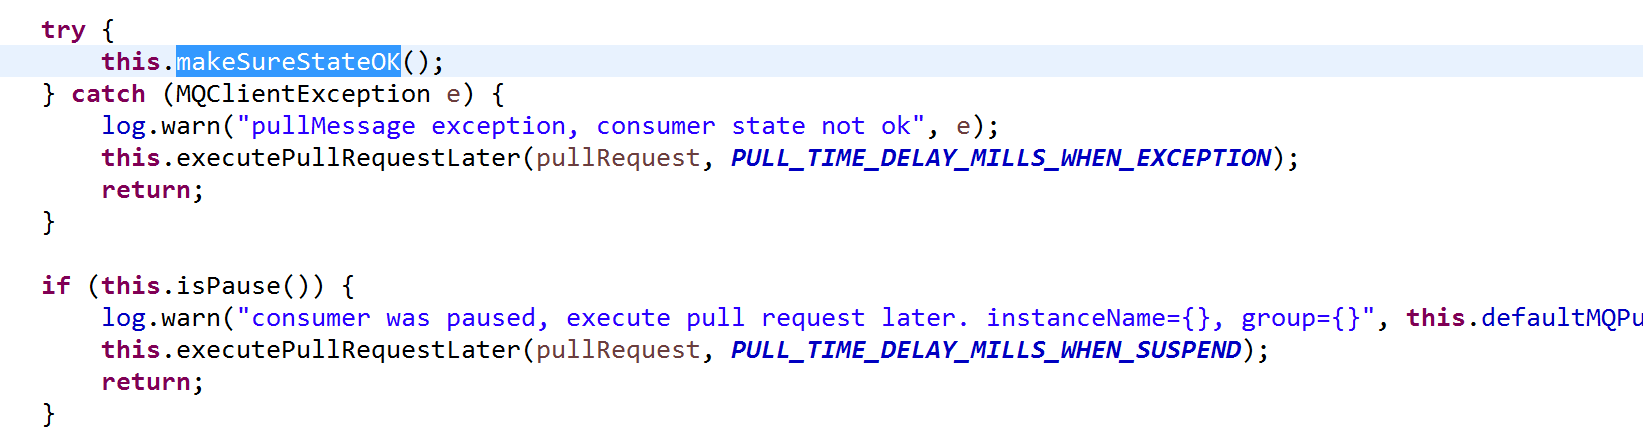 try {
    this.makeSureStateOK();
} catch (MQClientException e) {
    log.warn("pullMessage exception, consumer state not ok", e);
    this.executePullRequestLater(pullRequest, PULL_TIME_DELAY_MILLS_WHEN_EXCEPTION);
    return;
}
if (this.isPause()) {
    log.warn("consumer was paused, execute pull request later. instanceName={}, group={}", this.defaultMQPu
    this.executePullRequestLater(pullRequest, PULL_TIME_DELAY_MILLS_WHEN_SUSPEND);
    return;
}